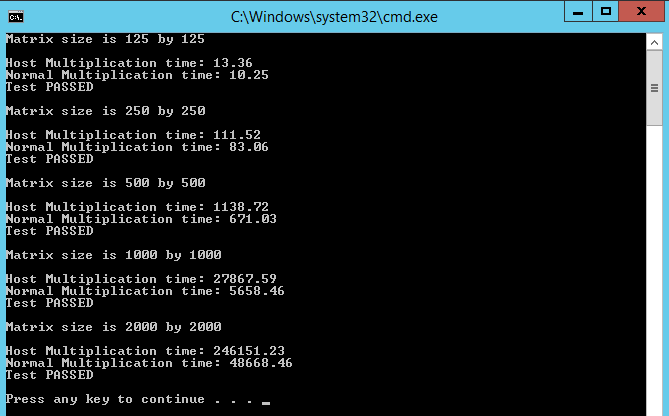 C:\Windows\system32\cmd.exe
Matrix size is 125 by 125
Host Multiplication time: 13.36
Normal Multiplication time: 10.25
Test PASSED
Matrix size is 250 by 250
Host Multiplication time: 111.52
Normal Multiplication time: 83.06
Test PASSED
Matrix size is 500 by 500
Host Multiplication time: 1138.72
Normal Multiplication time: 671.03
Test PASSED
Matrix size is 1000 by 1000
Host Multiplication time: 27867.59
Normal Multiplication time: 5658.46
Test PASSED
Matrix size is 2000 by 2000
Host Multiplication time: 246151.23
Normal Multiplication time: 48668.46
Test PASSED
Press any key to continue . . . _